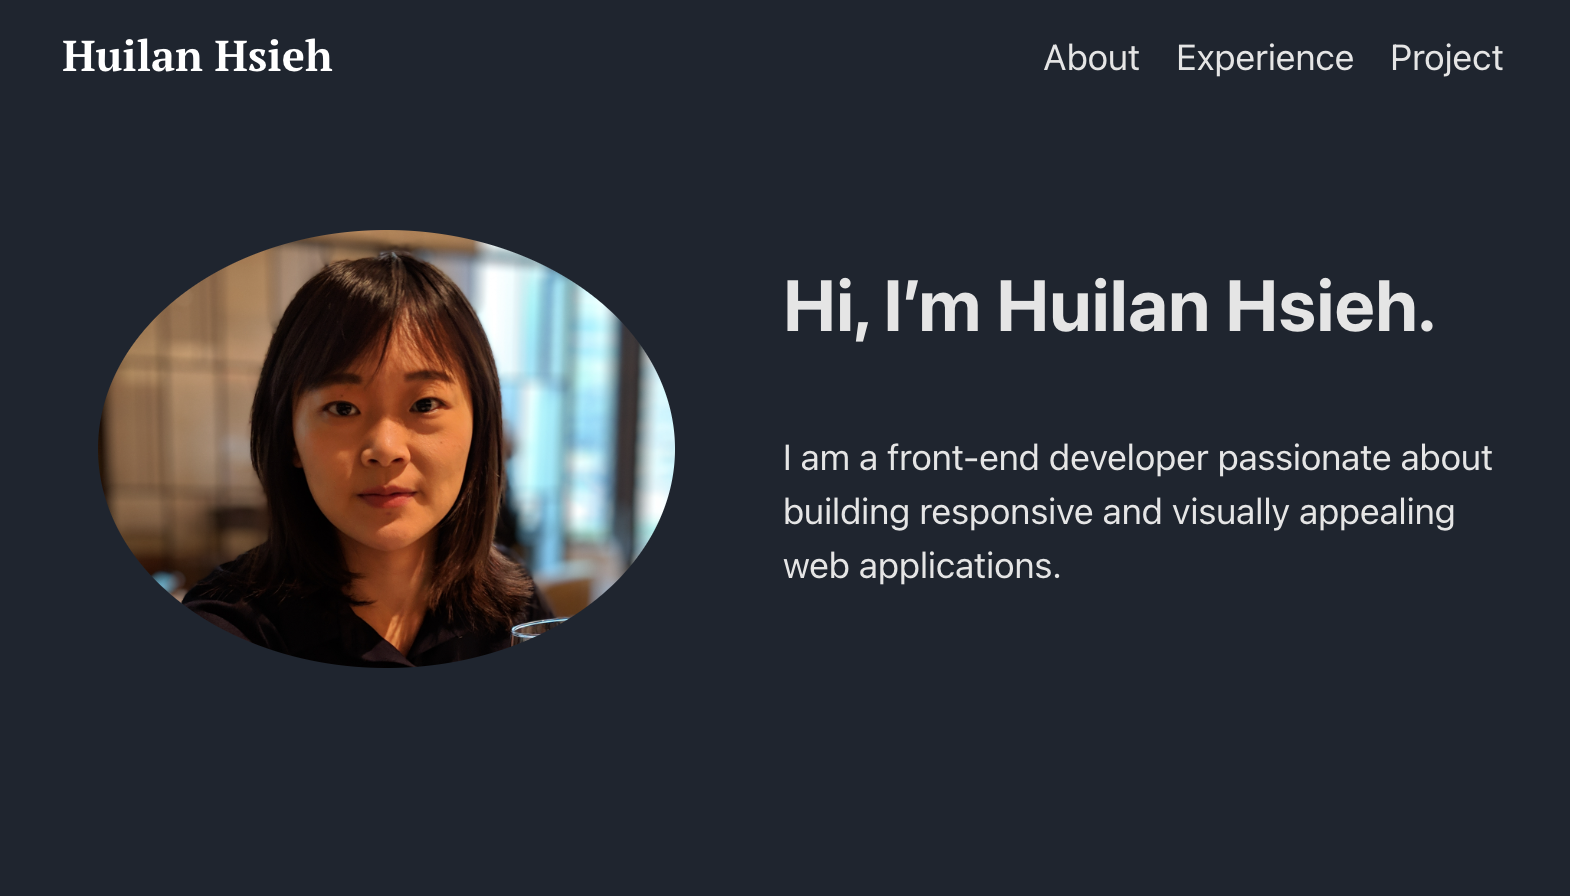 Huilan Hsieh
About Experience Project
Hi, I’m Huilan Hsieh.
I am a front-end developer passionate about
building responsive and visually appealing
web applications.